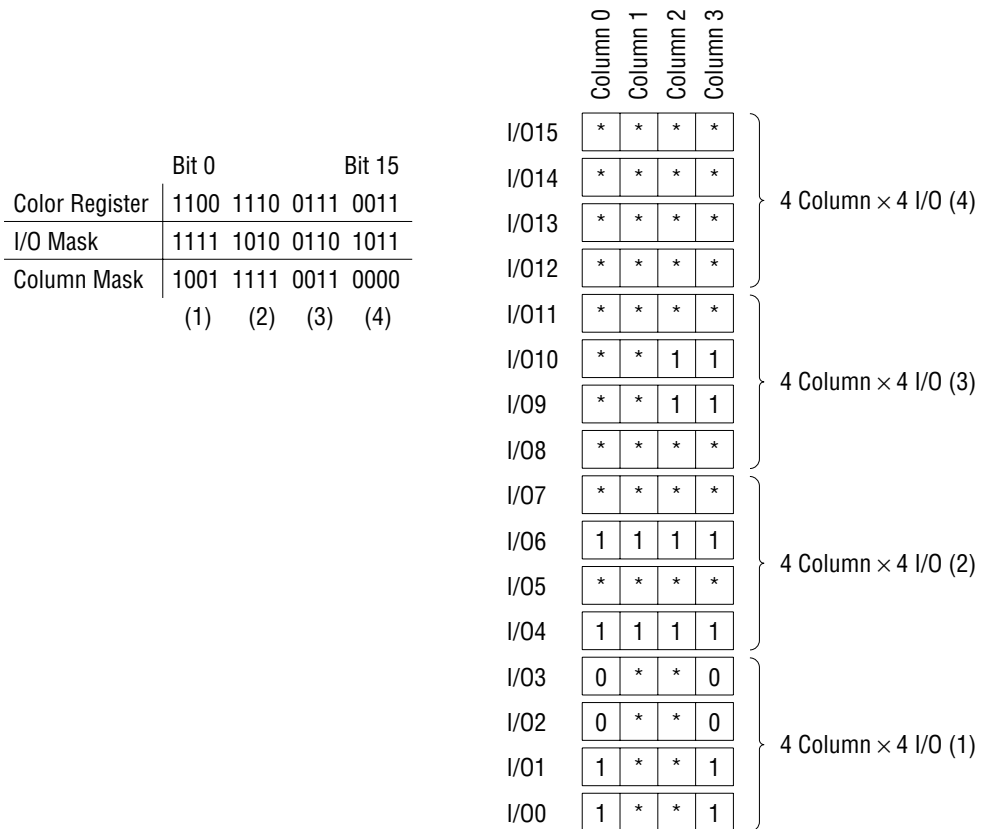 Bit 0 Bit 15
Color Register 1100 1110 0111 0011
I/O Mask 1111 1010 0110 1011
Column Mask 1001 1111 0011 0000
(1) (2) (3) (4)
Column 0
Column 1
Column 2
Column 3
I/O15 * * * *
I/O14 * * * *
I/O13 * * * *
I/O12 * * * *
4 Column × 4 I/O (4)
I/O11 * * * *
I/O10 * * 1 1
I/O9 * * 1 1
I/O8 * * * *
4 Column × 4 I/O (3)
I/O7 * * * *
I/O6 1 1 1 1
I/O5 * * * *
I/O4 1 1 1 1
4 Column × 4 I/O (2)
I/O3 0 * * 0
I/O2 0 * * 0
I/O1 1 * * 1
I/O0 1 * * 1
4 Column × 4 I/O (1)